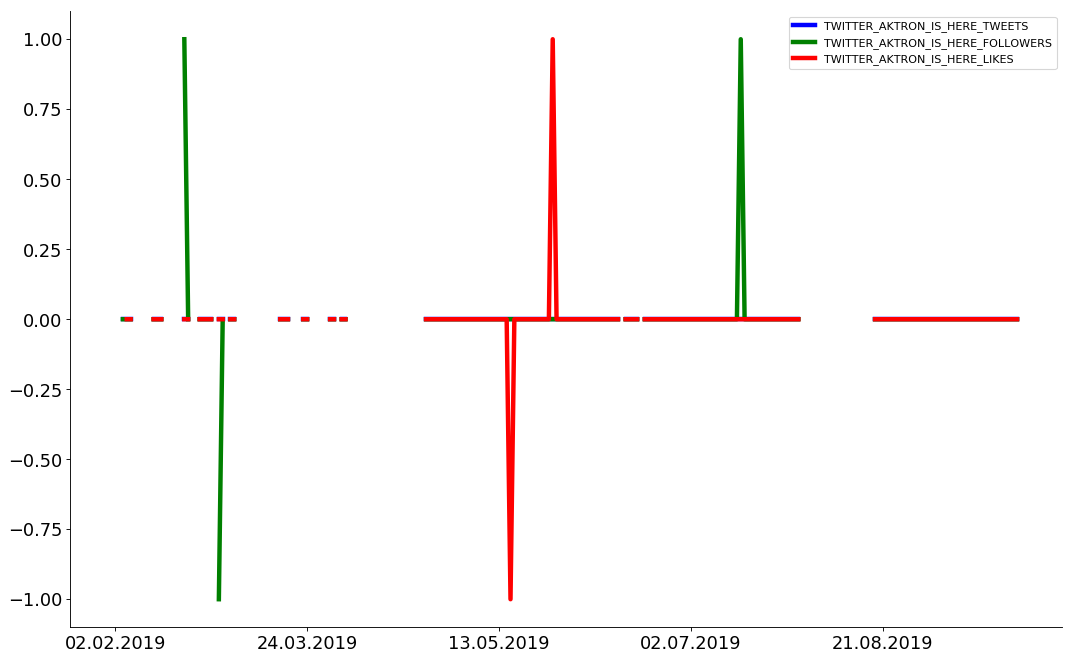 TWITTER_AKTRON_IS_HERE_TWEETS
TWITTER_AKTRON_IS_HERE_FOLLOWERS
TWITTER_AKTRON_IS_HERE_LIKES
1.00
0.75
0.50
0.25
0.00
−0.25
−0.50
−0.75
−1.00
02.02.2019 24.03.2019 13.05.2019 02.07.2019 21.08.2019